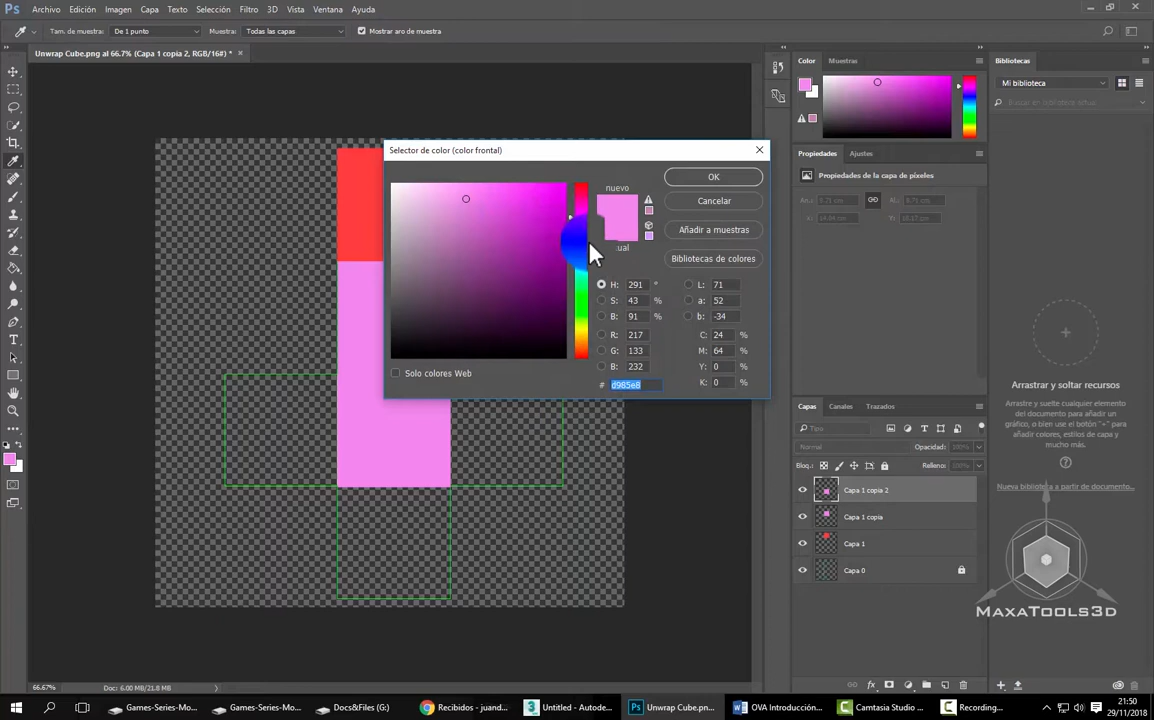 Ps Archivo Edición Imagen Capa Texto Selección Filtro 3D Vista Ventana Ayuda
Tam. de muestra: De 1 punto Muestra: Todas las capas Mostrar aro de muestra
Unwrap Cube.png al 66.7% (Capa 1 copia 2, RGB/16#) * ×
Color Muestras
Bibliotecas
Mi biblioteca
Selector de color (color frontal)
Propiedades Ajustes
Propiedades de la capa de píxeles
nuevo
OK
Cancelar
Añadir a muestras
Bibliotecas de colores
H: 291 °
S: 43 %
B: 91 %
R: 217
G: 133
B: 232
# d985e8
L: 71
a: 52
b: -34
C: 24 %
M: 64 %
Y: 0 %
K: 0 %
Solo colores Web
Arrastrar y soltar recursos
Arrastre y suelte cualquier elemento
del documento para añadir un
gráfico, o bien use el botón "+" para
añadir colores, estilos de capa y
mucho más.
Nueva biblioteca a partir de documento...
Capas Canales Trazados
Tipo
Normal Opacidad: 100%
Bloq.: Relleno: 100%
Capa 1 copia 2
Capa 1 copia
Capa 1
Capa 0
MAXATOOLS3D
66.67% Doc: 6.00 MB/21.8 MB
Games-Series-Mo... Games-Series-Mo... Docs&Files (G:) Recibidos - juand... Untitled - Autode... Unwrap Cube.pn... OVA Introducción... Camtasia Studio Recording...
21:50
29/11/2018